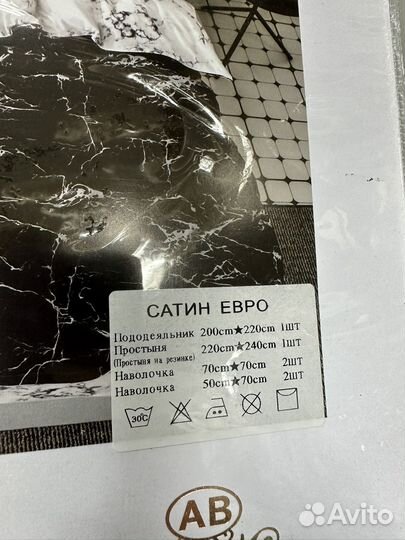 САТИН ЕВРО
Пододеяльник 200cm★220cm 1шт
Простыня 220cm★240cm 1шт
(Простыня на резинке)
Наволочка 70cm★70cm 2шт
Наволочка 50cm★70cm 2шт
30C
AB
Avito